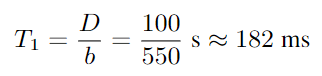 T₁ = D/b = 100/550 s ≈ 182 ms